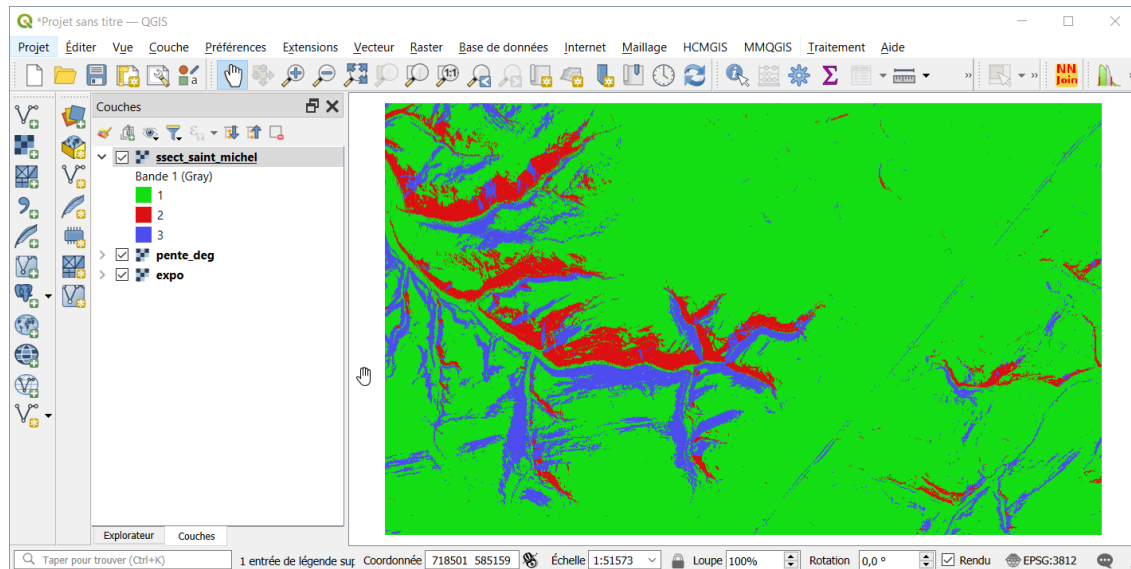 *Projet sans titre — QGIS
Projet Éditer Vue Couche Préférences Extensions Vecteur Raster Base de données Internet Maillage HCMGIS MMQGIS Traitement Aide
1:1
NN
join
Couches
ssect_saint_michel
Bande 1 (Gray)
1
2
3
pente_deg
expo
Explorateur Couches
Taper pour trouver (Ctrl+K) 1 entrée de légende sup Coordonnée 718501 585159 Échelle 1:51573 Loupe 100% Rotation 0,0 ° Rendu EPSG:3812